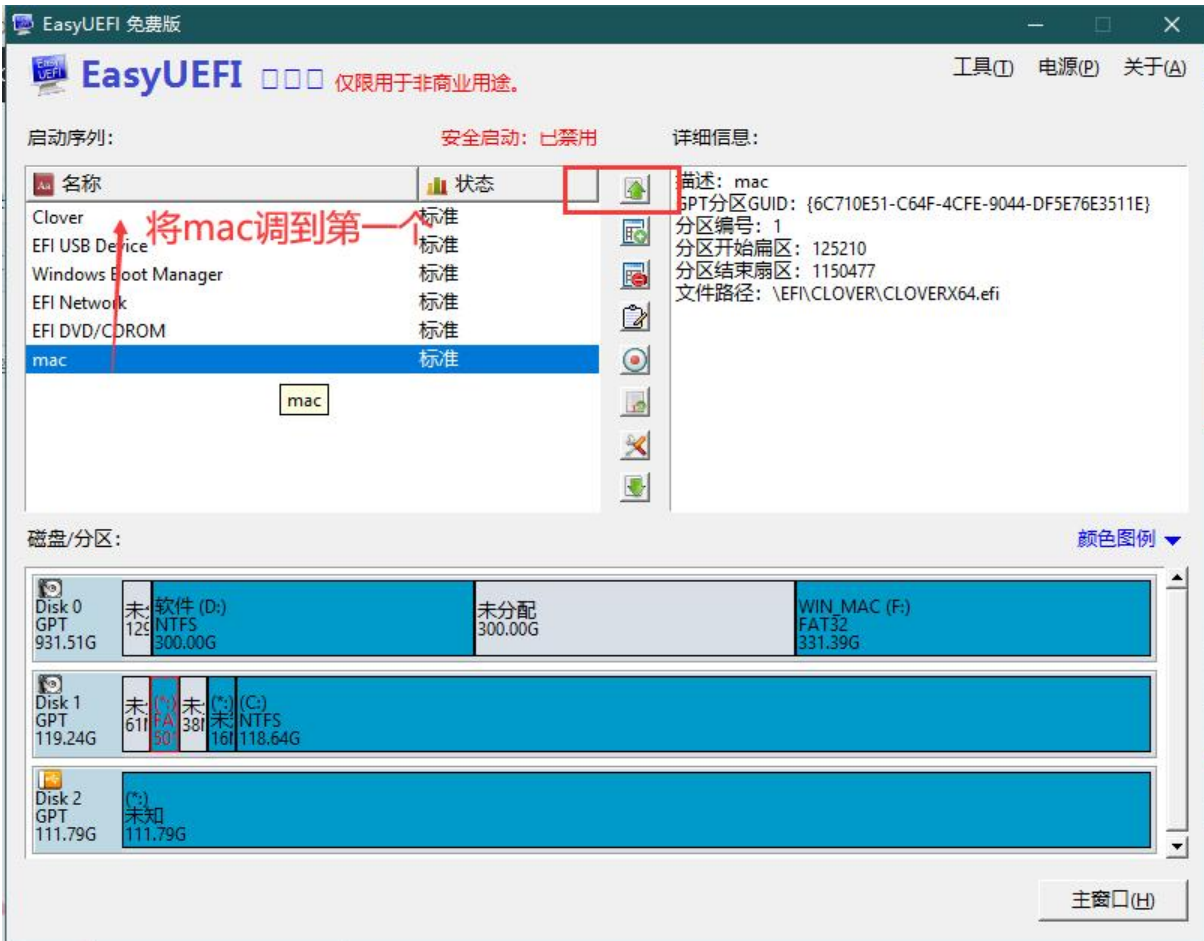 EasyUEFI 免费版
EasyUEFI □□□ 仅限用于非商业用途。
工具(T) 电源(P) 关于(A)
启动序列: 安全启动: 已禁用
详细信息:
名称 状态
Clover 标准
EFI USB Device 标准
Windows Boot Manager 标准
EFI Network 标准
EFI DVD/CDROM 标准
mac 标准
将mac调到第一个
mac
描述: mac
GPT分区GUID: {6C710E51-C64F-4CFE-9044-DF5E76E3511E}
分区编号: 1
分区开始扁区: 125210
分区结束扇区: 1150477
文件路径: \EFI\CLOVER\CLOVERX64.efi
磁盘/分区:
颜色图例
Disk 0
GPT
931.51G
软件 (D:)
NTFS
300.00G
未分配
300.00G
WIN_MAC (F:)
FAT32
331.39G
Disk 1
GPT
119.24G
(C:)
NTFS
118.64G
Disk 2
GPT
111.79G
(*:)
未知
111.79G
主窗口(H)